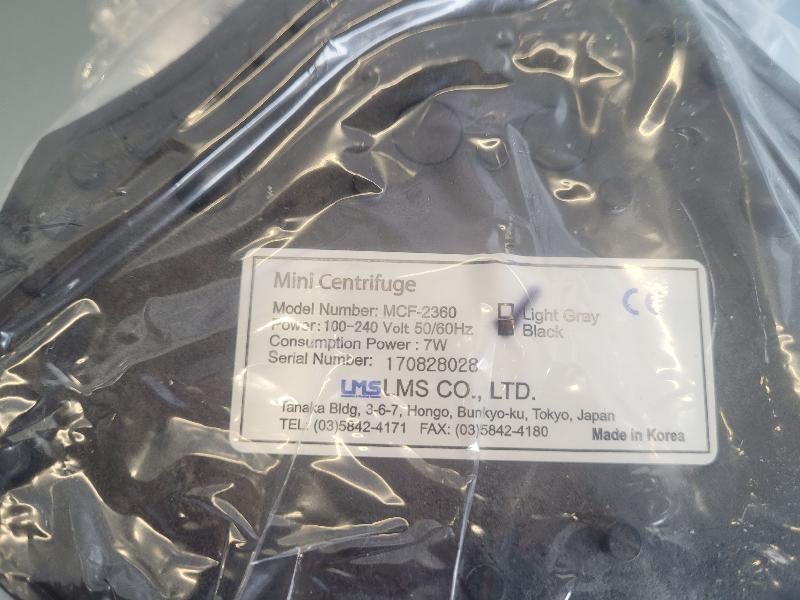 Mini Centrifuge
Model Number: MCF-2360
Light Gray
Power: 100-240 Volt 50/60Hz
Black
Consumption Power : 7W
Serial Number: 170828028
CE
LMS LMS CO., LTD.
Tanaka Bldg, 3-6-7, Hongo, Bunkyo-ku, Tokyo, Japan
TEL: (03)5842-4171 FAX: (03)5842-4180
Made in Korea